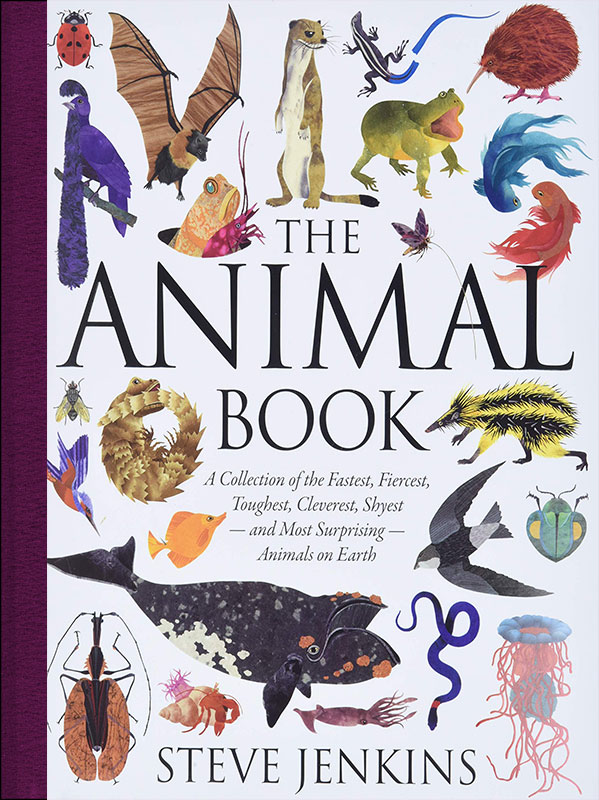 THE
ANIMAL
BOOK
A Collection of the Fastest, Fiercest,
Toughest, Cleverest, Shyest
— and Most Surprising —
Animals on Earth
STEVE JENKINS